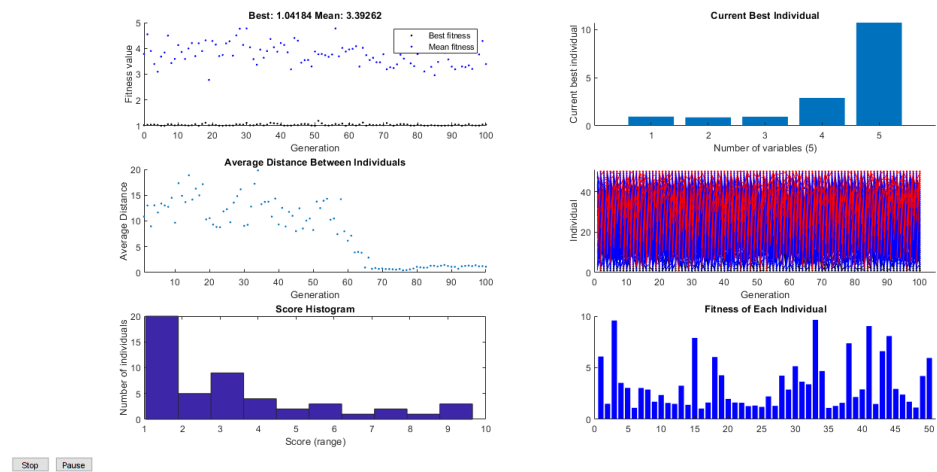 Best: 1.04184 Mean: 3.39262
5
4
3
2
1
Fitness value
Best fitness
Mean fitness
0 10 20 30 40 50 60 70 80 90 100
Generation
Current Best Individual
10
5
0
Current best individual
1 2 3 4 5
Number of variables (5)
Average Distance Between Individuals
20
15
10
5
0
Average Distance
10 20 30 40 50 60 70 80 90 100
Generation
40
20
0
Individual
0 10 20 30 40 50 60 70 80 90 100
Generation
Score Histogram
20
15
10
5
0
Number of individuals
1 2 3 4 5 6 7 8 9 10
Score (range)
Fitness of Each Individual
10
5
0
0 5 10 15 20 25 30 35 40 45 50
Stop Pause